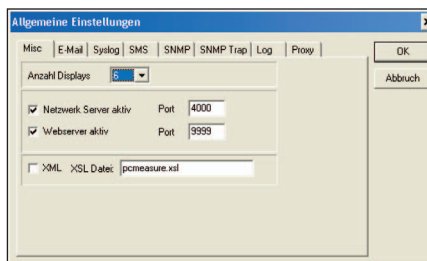 Allgemeine Einstellungen
Misc E-Mail Syslog SMS SNMP SNMP Trap Log Proxy
OK
Abbruch
Anzahl Displays 6
Netzwerk Server aktiv Port 4000
Webserver aktiv Port 9999
XML XSL Datei: pcmeasure.xsl